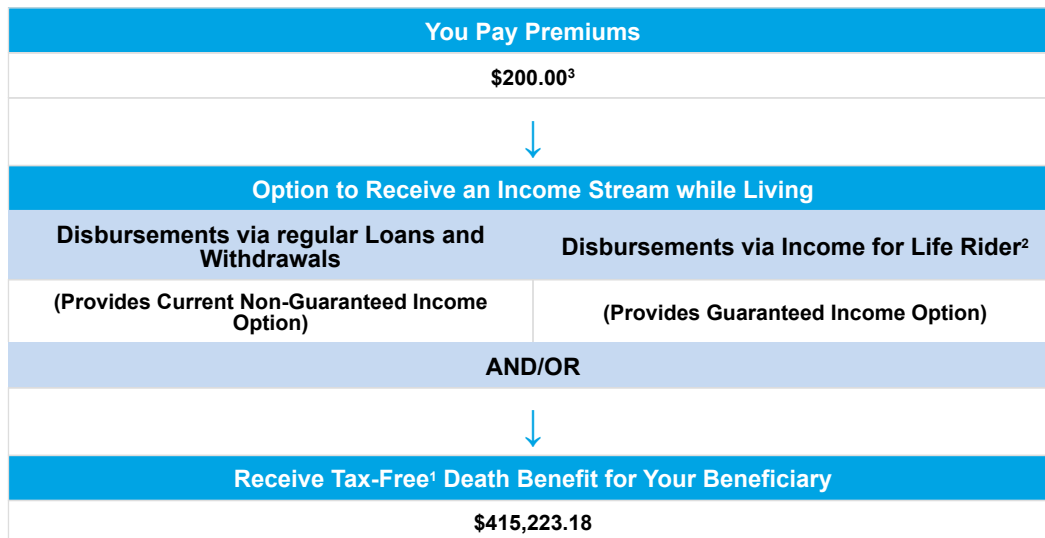 You Pay Premiums
$200.00³
↓
Option to Receive an Income Stream while Living
Disbursements via regular Loans and
Withdrawals
Disbursements via Income for Life Rider²
(Provides Current Non-Guaranteed Income
Option)
(Provides Guaranteed Income Option)
AND/OR
↓
Receive Tax-Free¹ Death Benefit for Your Beneficiary
$415,223.18